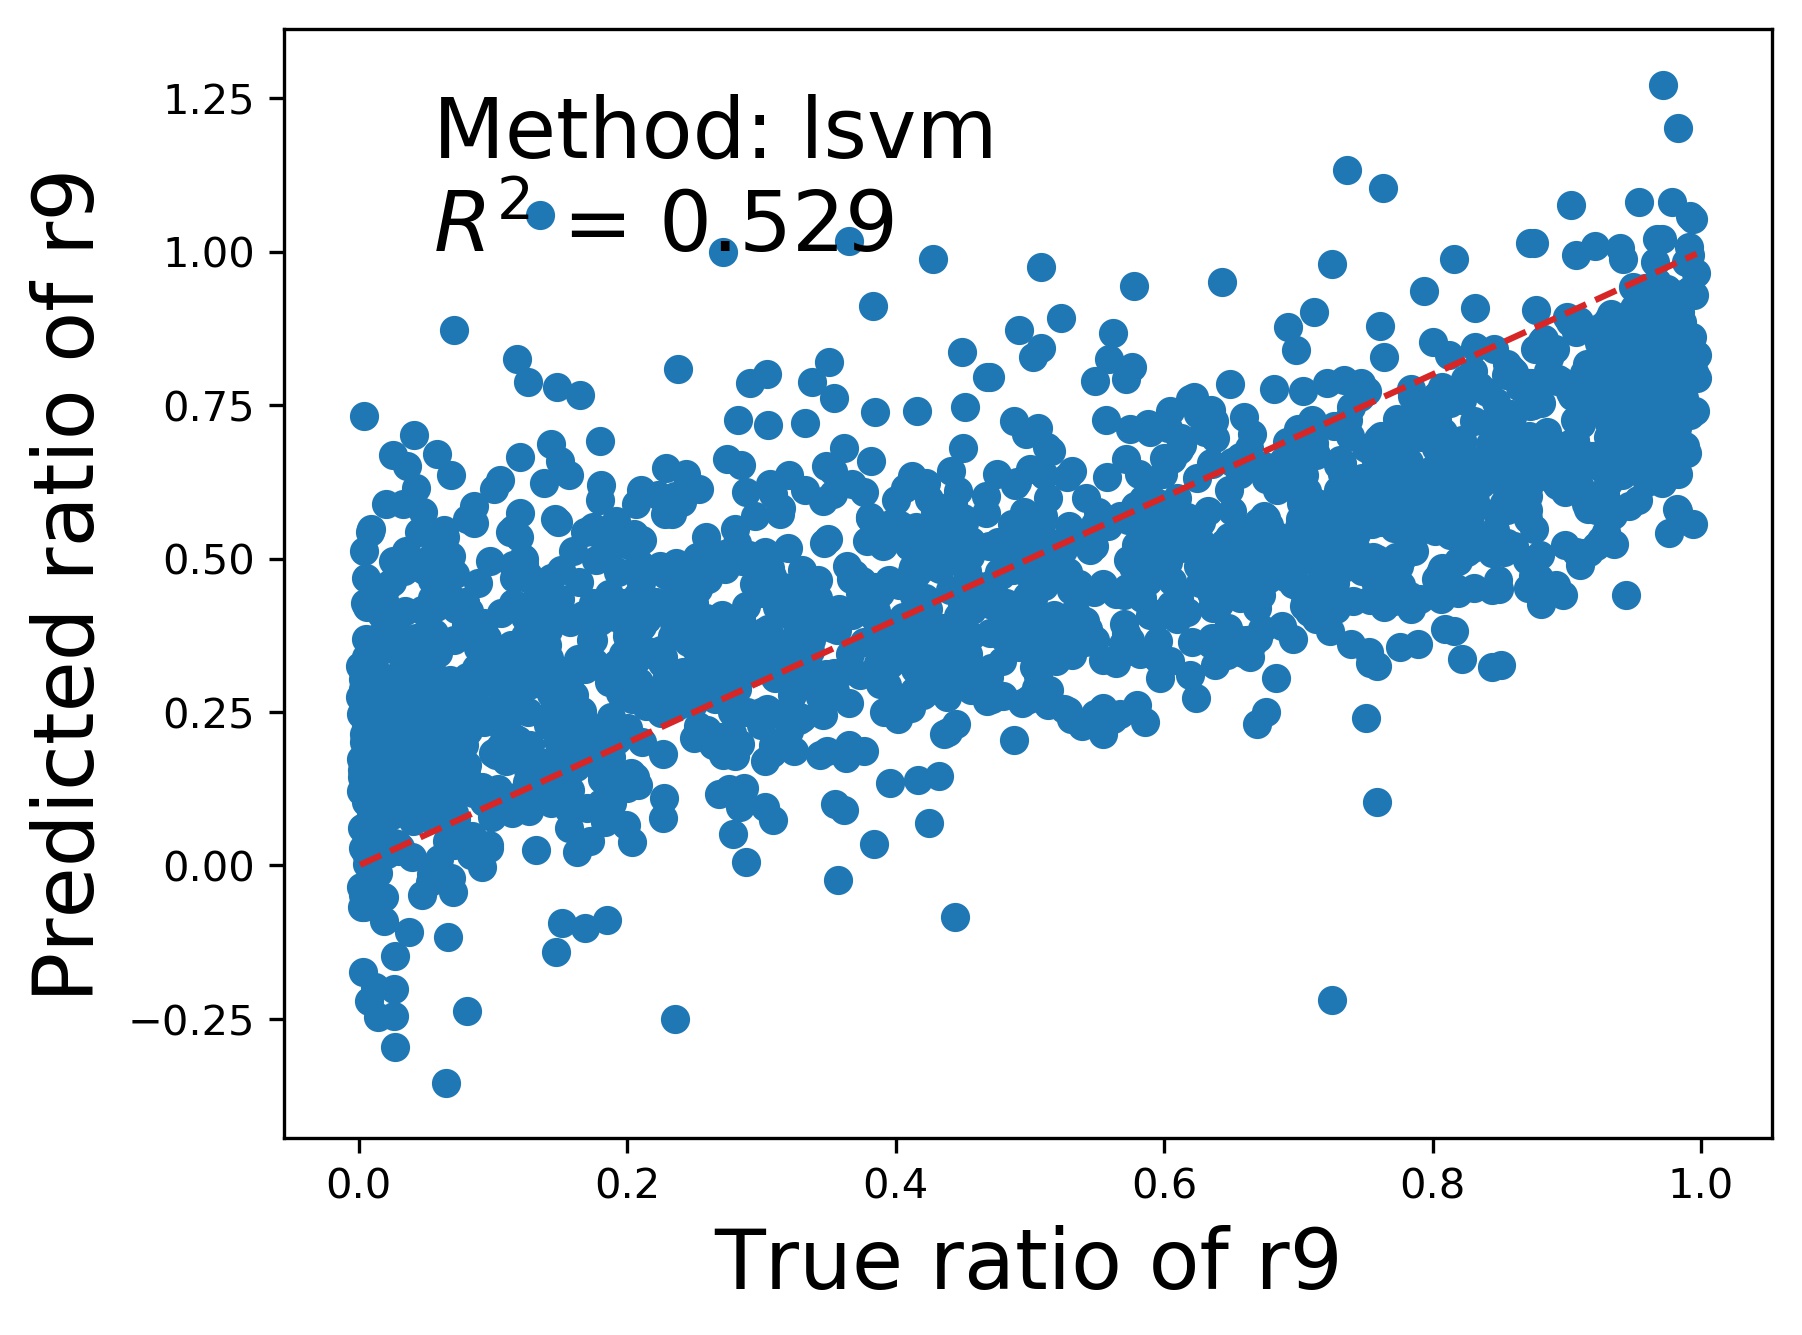 Method: lsvm
R² = 0.529
Predicted ratio of r9
1.25
1.00
0.75
0.50
0.25
0.00
−0.25
0.0 0.2 0.4 0.6 0.8 1.0
True ratio of r9